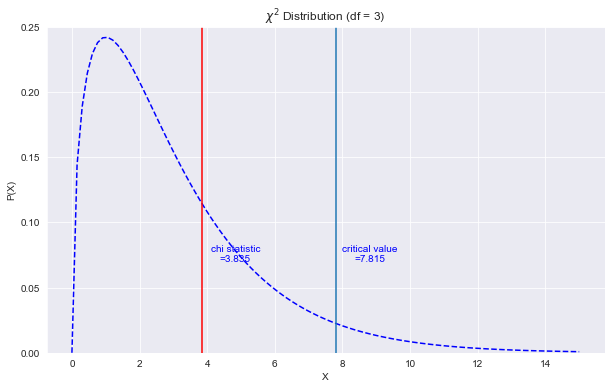 χ² Distribution (df = 3)
0.25
0.20
0.15
0.10
0.05
0.00
P(X)
chi statistic
=3.835
critical value
=7.815
0 2 4 6 8 10 12 14
X